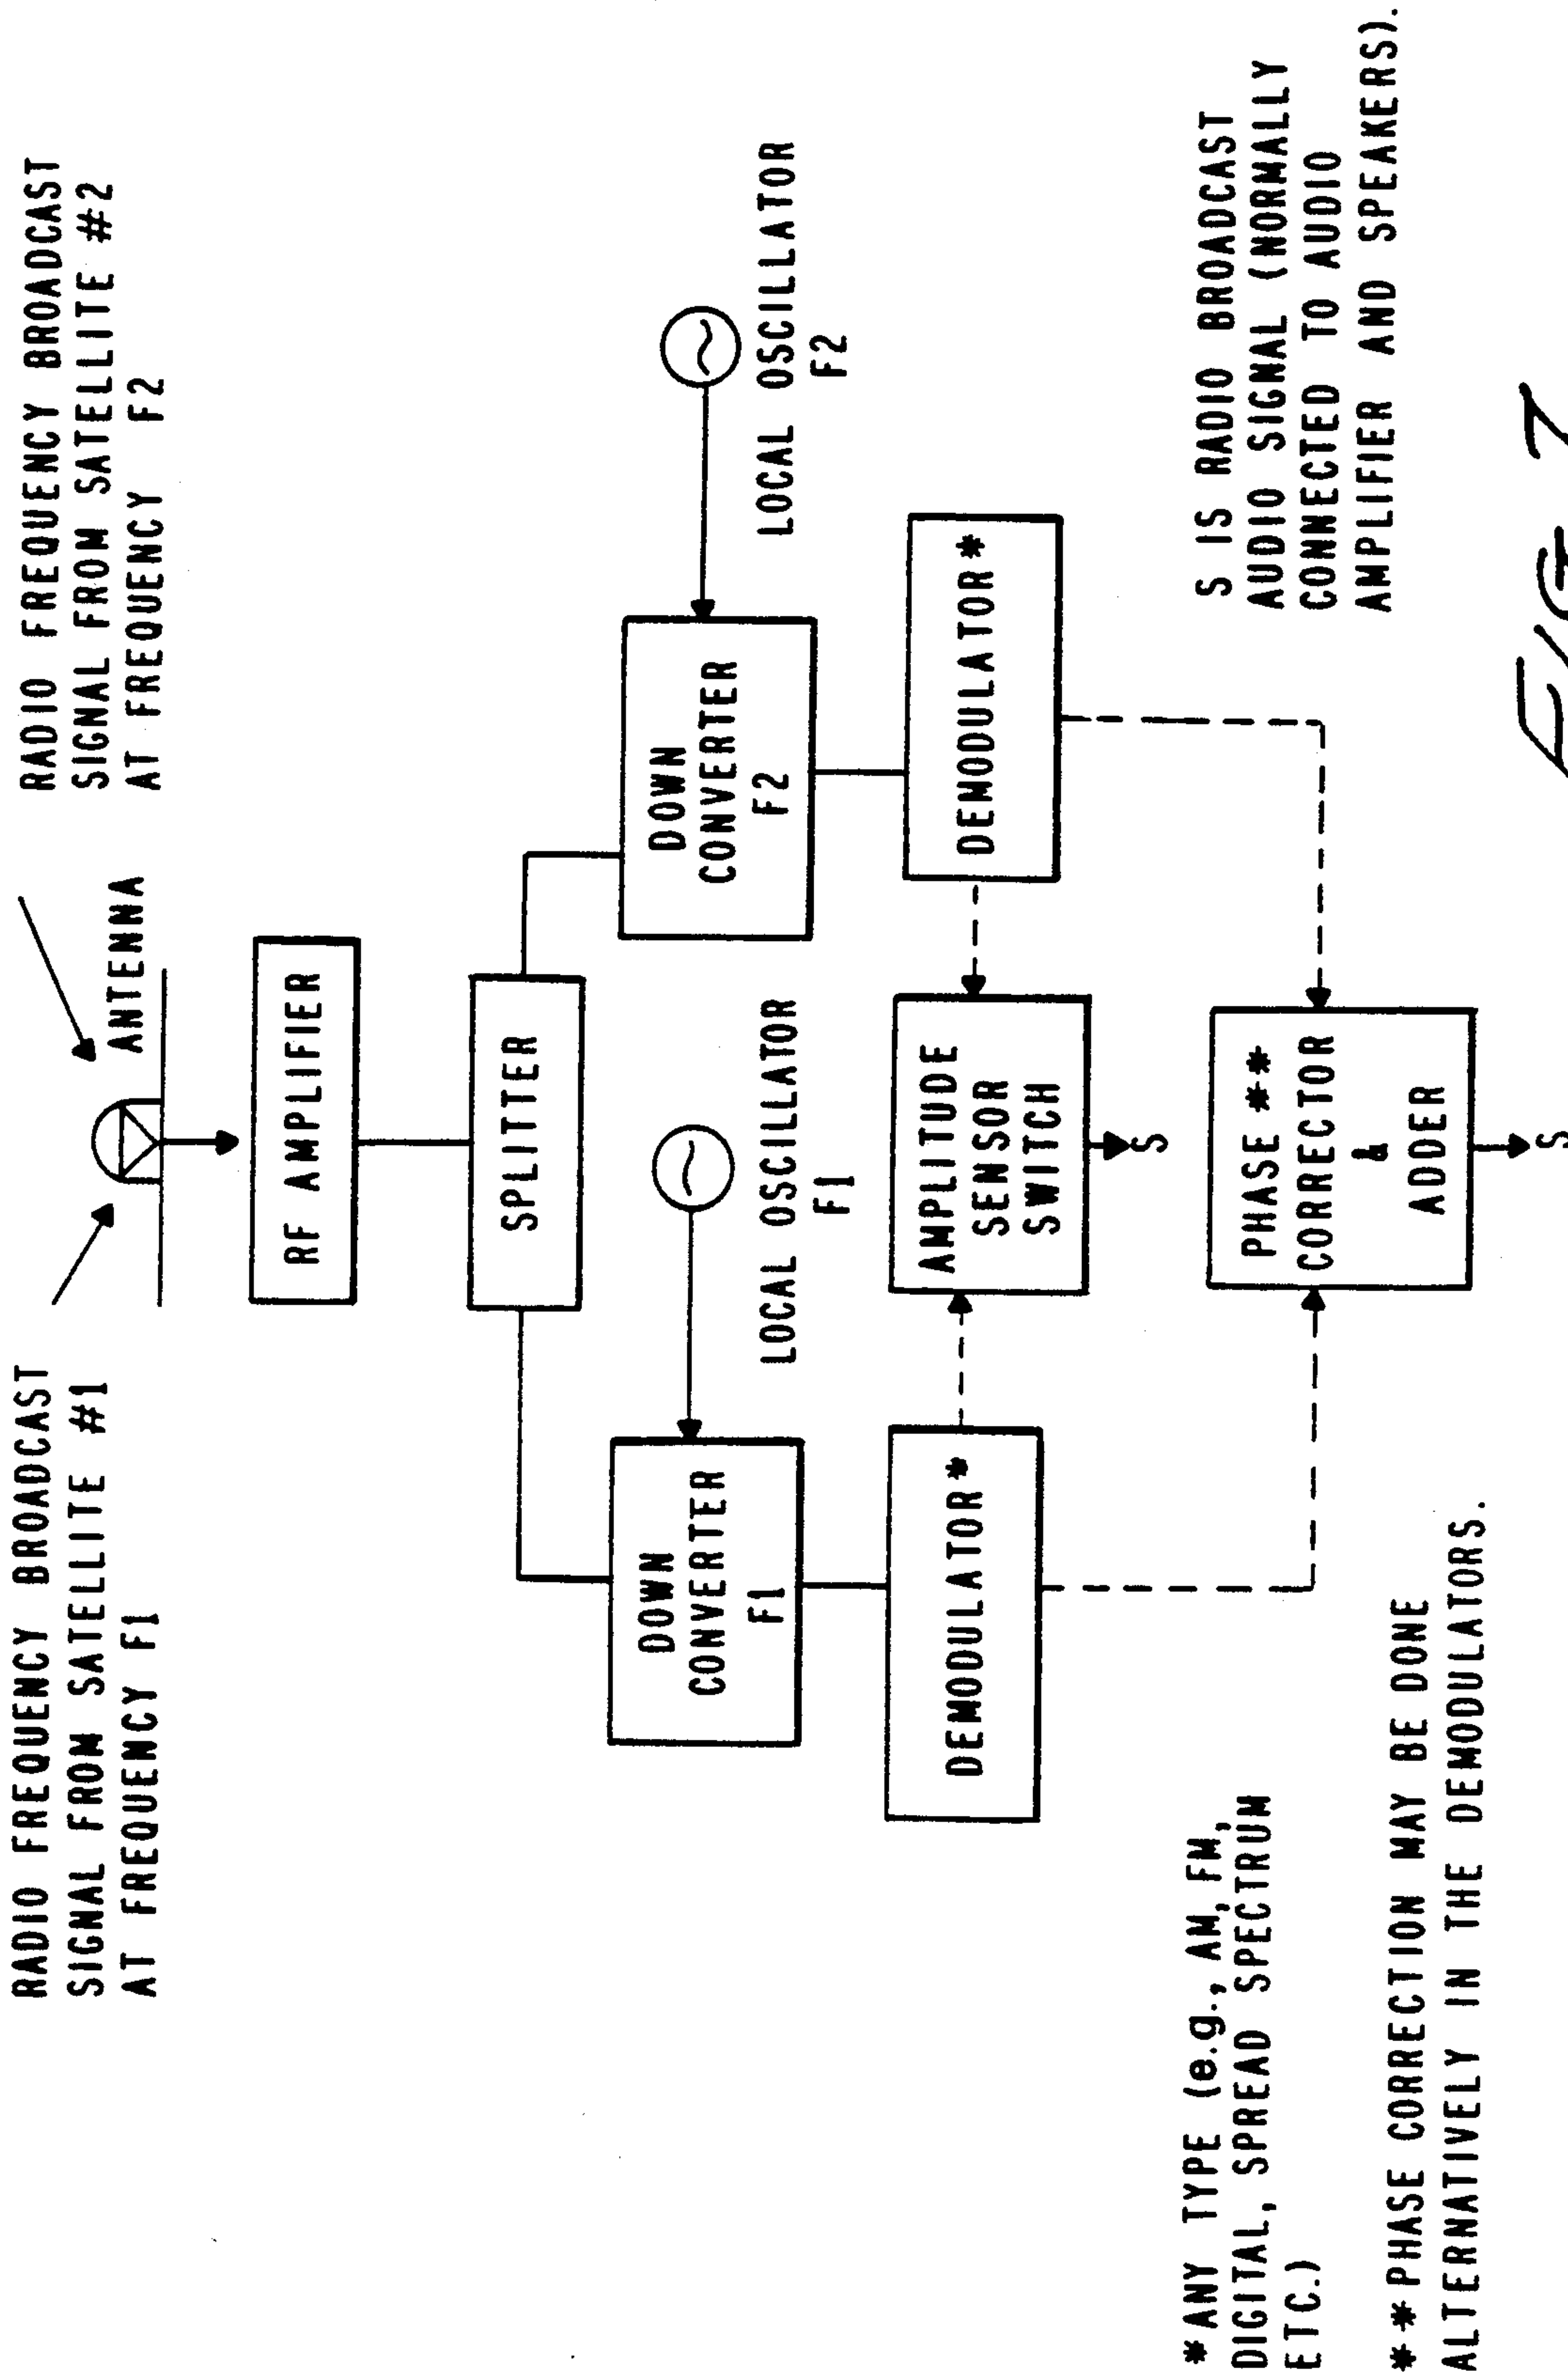 RADIO FREQUENCY BROADCAST
SIGNAL FROM SATELLITE #1
AT FREQUENCY F1
RADIO FREQUENCY BROADCAST
SIGNAL FROM SATELLITE #2
AT FREQUENCY F2
ANTENNA
RF AMPLIFIER
SPLITTER
DOWN
CONVERTER
F1
LOCAL OSCILLATOR
F1
DOWN
CONVERTER
F2
LOCAL OSCILLATOR
F2
DEMODULATOR*
AMPLITUDE
SENSOR
SWITCH
DEMODULATOR*
S
PHASE **
CORRECTOR
&
ADDER
S
*ANY TYPE (e.g., AM, FM,
DIGITAL, SPREAD SPECTRUM
ETC.)
**PHASE CORRECTION MAY BE DONE
ALTERNATIVELY IN THE DEMODULATORS.
S IS RADIO BROADCAST
AUDIO SIGNAL (NORMALLY
CONNECTED TO AUDIO
AMPLIFIER AND SPEAKERS).